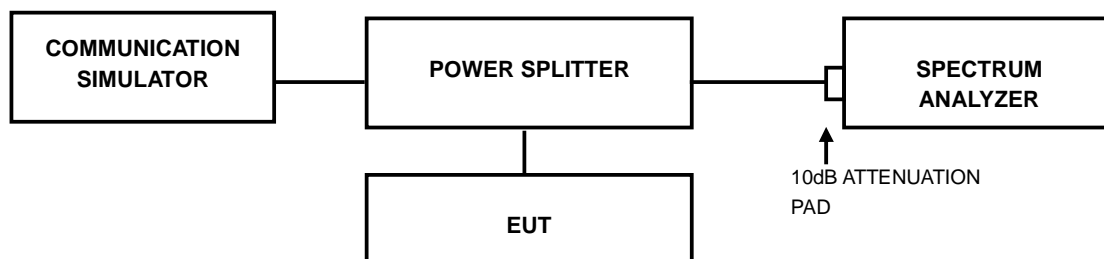 COMMUNICATION
SIMULATOR
POWER SPLITTER
SPECTRUM
ANALYZER
10dB ATTENUATION
PAD
EUT